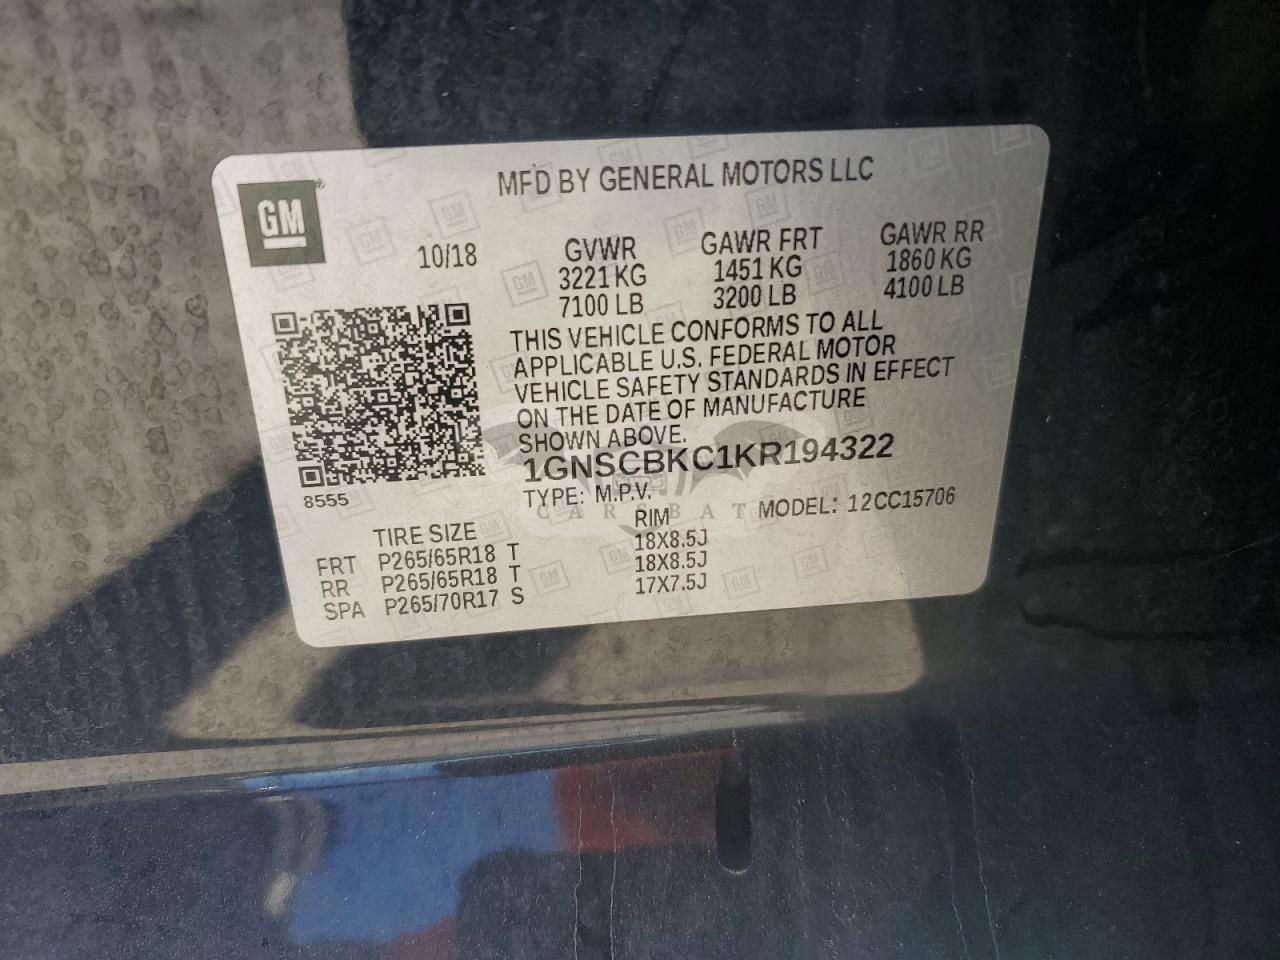 MFD BY GENERAL MOTORS LLC
GM
10/18
GVWR
3221 KG
7100 LB
GAWR FRT
1451 KG
3200 LB
GAWR RR
1860 KG
4100 LB
THIS VEHICLE CONFORMS TO ALL
APPLICABLE U.S. FEDERAL MOTOR
VEHICLE SAFETY STANDARDS IN EFFECT
ON THE DATE OF MANUFACTURE
SHOWN ABOVE.
1GNSCBKC1KR194322
8555
TYPE: M.P.V.
MODEL: 12CC15706
TIRE SIZE RIM
FRT P265/65R18 T 18X8.5J
RR P265/65R18 T 18X8.5J
SPA P265/70R17 S 17X7.5J